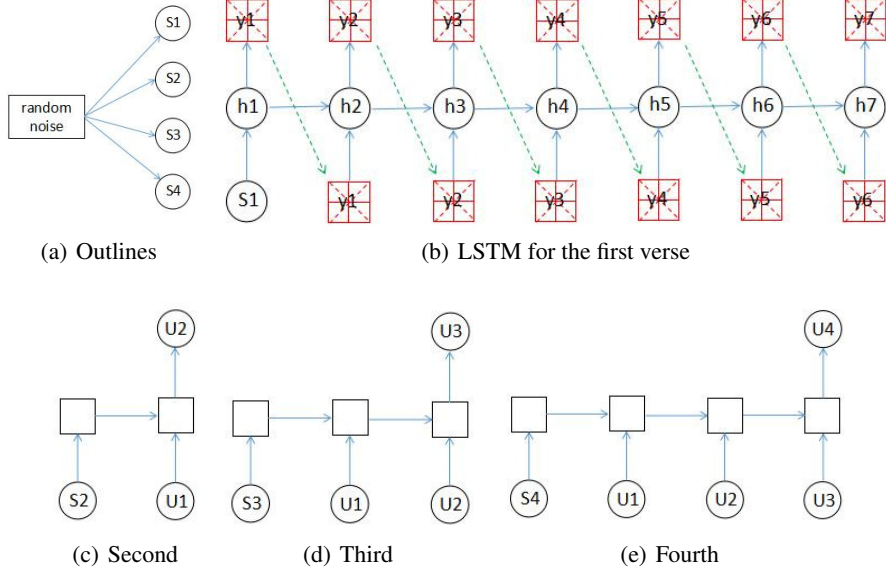 S1
S2
random
noise
S3
S4
(a) Outlines
y1 y2 y3 y4 y5 y6 y7
h1 h2 h3 h4 h5 h6 h7
S1 y1 y2 y3 y4 y5 y6
(b) LSTM for the first verse
U2
S2 U1
(c) Second
U3
S3 U1 U2
(d) Third
U4
S4 U1 U2 U3
(e) Fourth